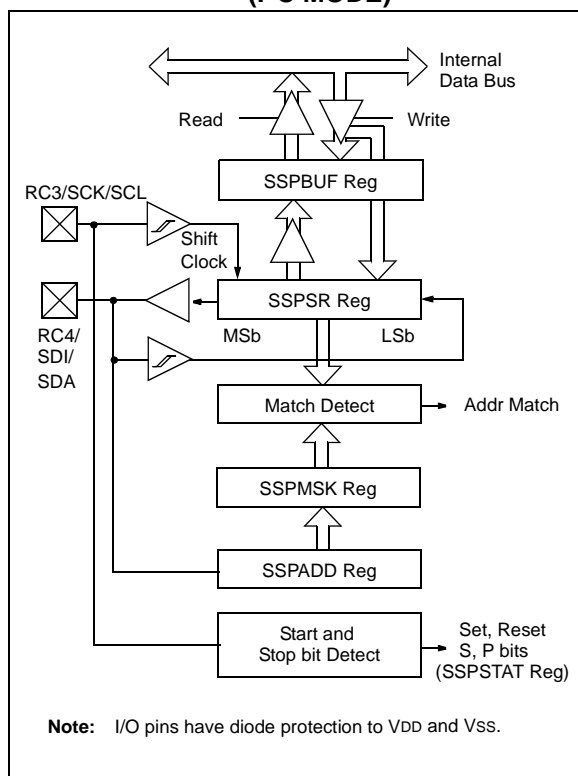 (I²C MODE)
Internal
Data Bus
Read
Write
SSPBUF Reg
RC3/SCK/SCL
Shift
Clock
SSPSR Reg
MSb
LSb
RC4/
SDI/
SDA
Match Detect
Addr Match
SSPMSK Reg
SSPADD Reg
Start and
Stop bit Detect
Set, Reset
S, P bits
(SSPSTAT Reg)
Note: I/O pins have diode protection to VDD and VSS.